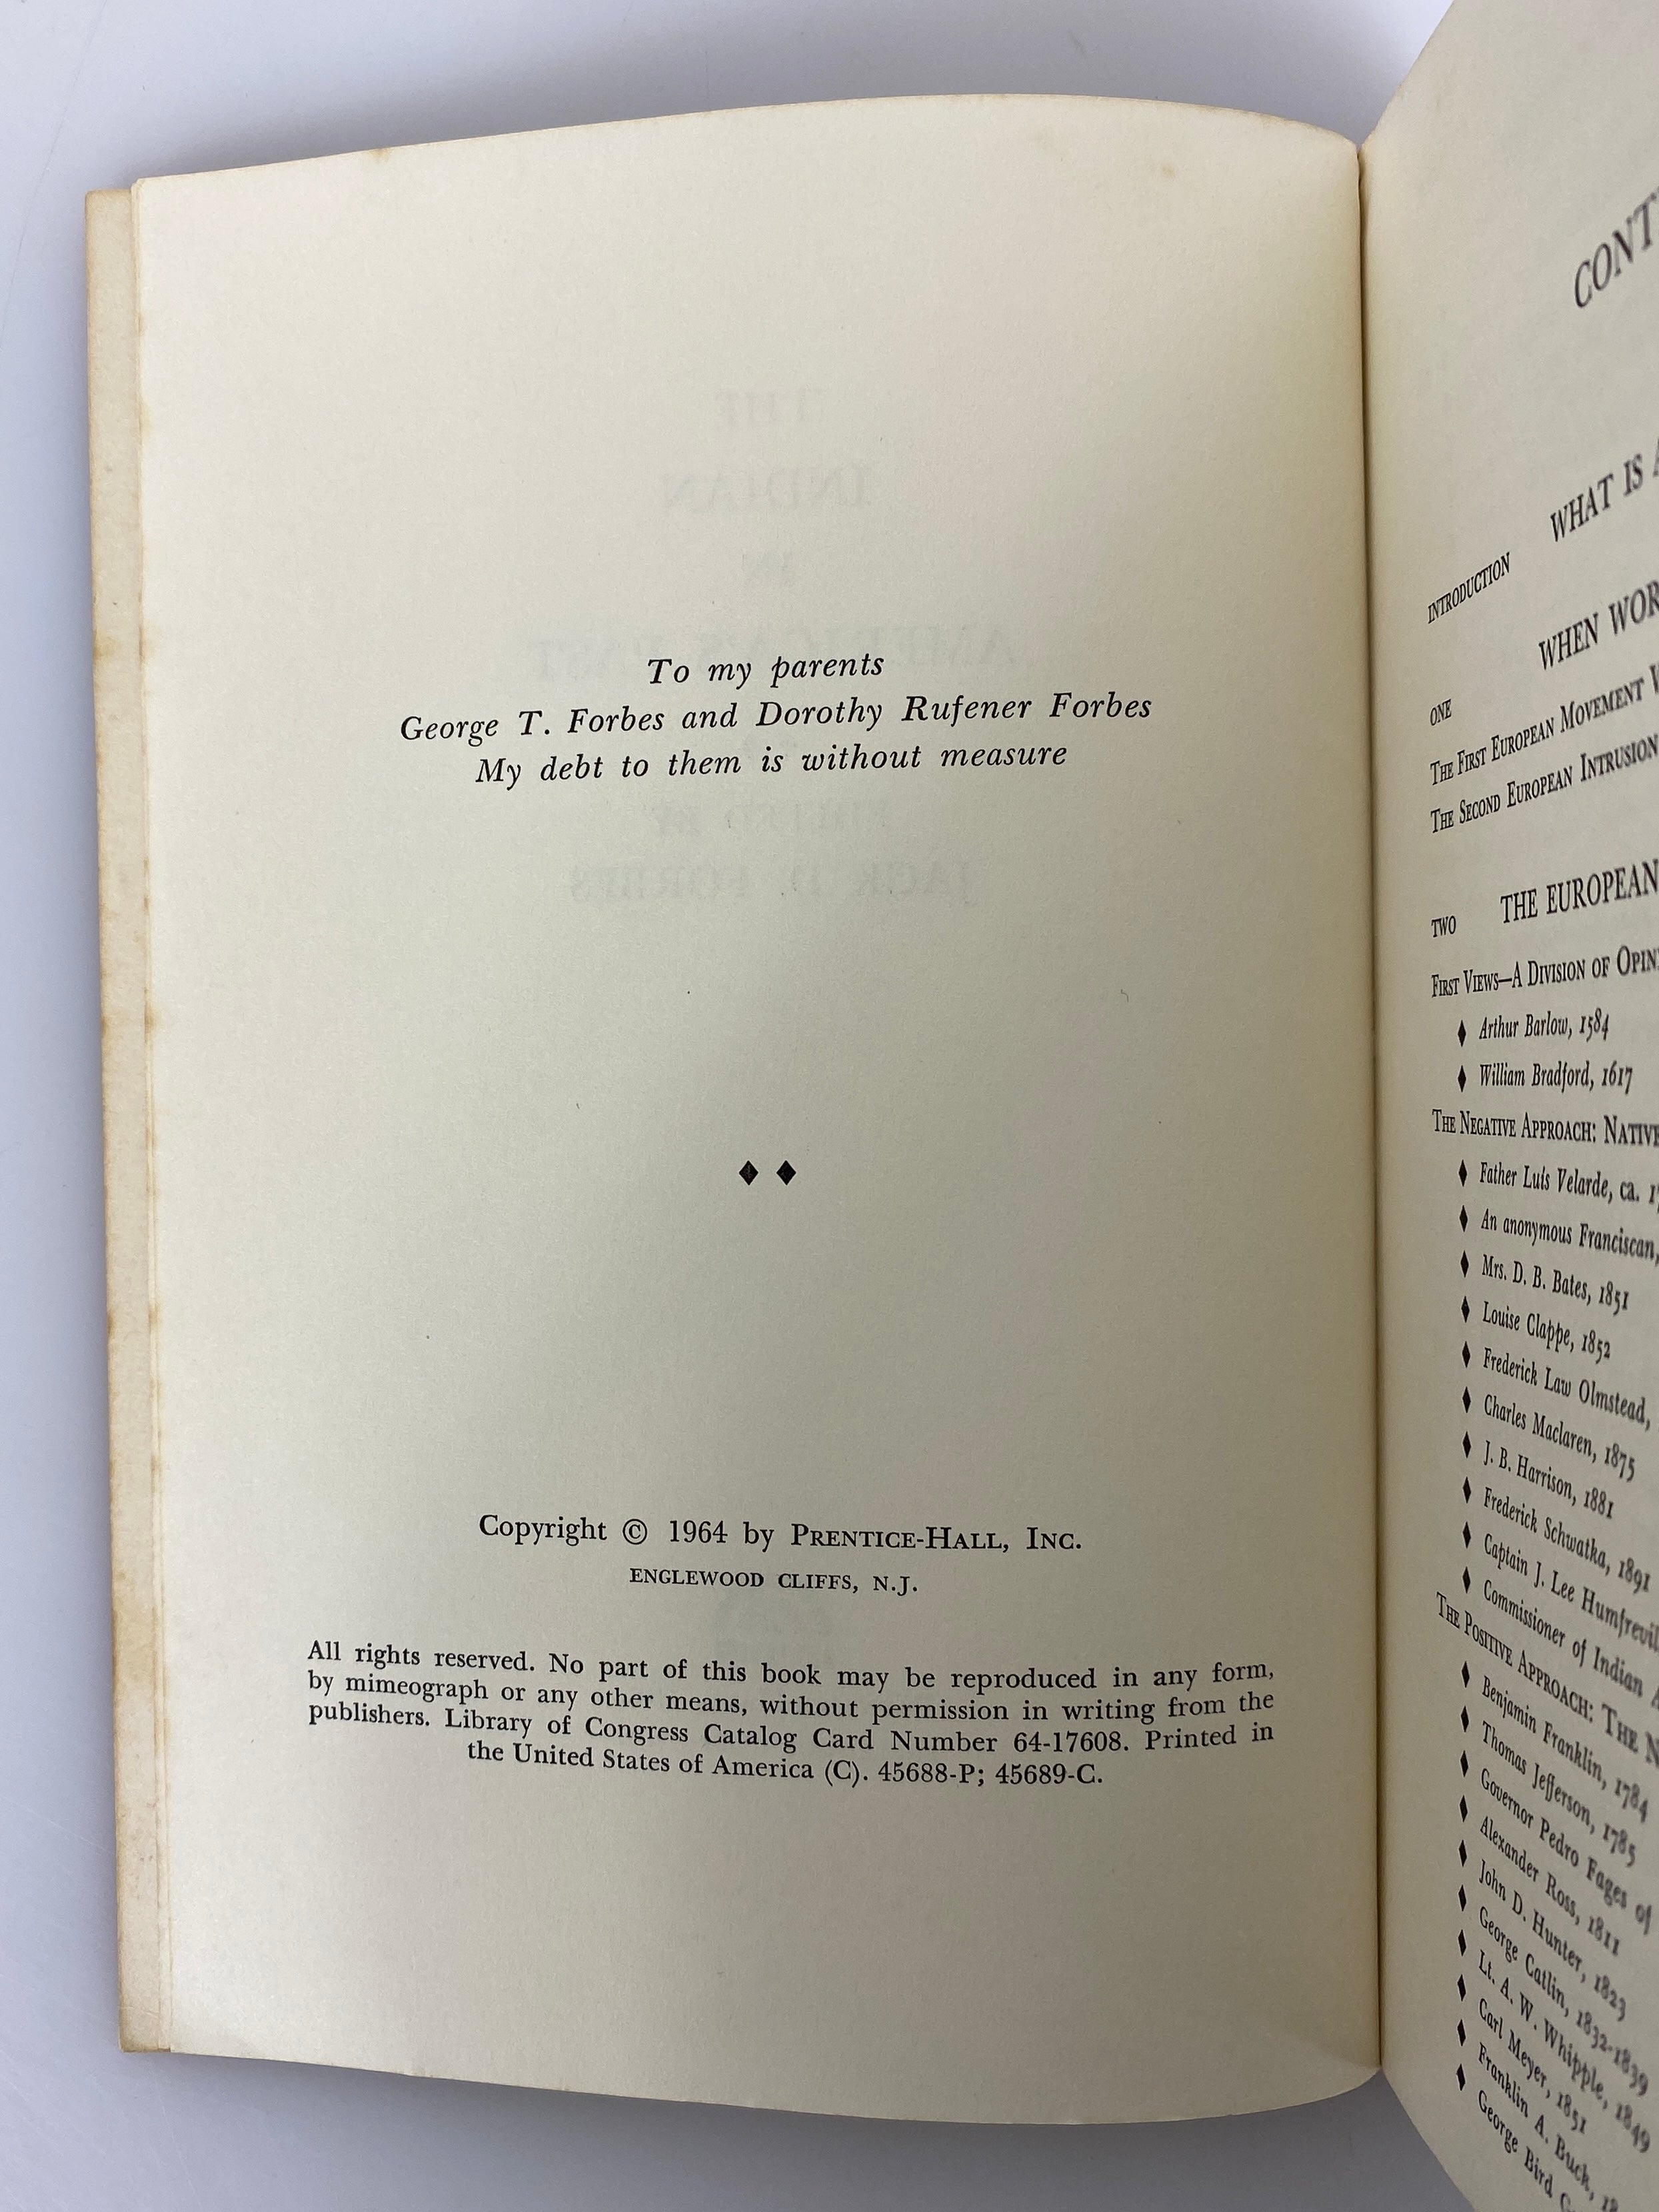 To my parents
George T. Forbes and Dorothy Rufener Forbes
My debt to them is without measure
♦ ♦
Copyright © 1964 by PRENTICE-HALL, INC.
ENGLEWOOD CLIFFS, N.J.
All rights reserved. No part of this book may be reproduced in any form,
by mimeograph or any other means, without permission in writing from the
publishers. Library of Congress Catalog Card Number 64-17608. Printed in
the United States of America (C). 45688-P; 45689-C.
INTRODUCTION WHAT IS
ONE WHEN
THE FIRST EUROPEAN MOVEMENT
THE SECOND EUROPEAN INTRUSION
TWO THE EUROPEAN
FIRST VIEWS—A DIVISION OF
♦ Arthur Barlow, 1584
♦ William Bradford, 1617
THE NEGATIVE APPROACH:
♦ Father Luís Velarde, ca.
♦ An anonymous Franciscan,
♦ Mrs. D. B. Bates, 1851
♦ Louise Clappe, 1852
♦ Frederick Law Olmstead,
♦ Charles Maclaren, 1875
♦ J. B. Harrison, 1881
♦ Frederick Schwatka, 1891
♦ Captain J. Lee
♦ Commissioner of Indian
THE POSITIVE APPROACH: THE
♦ Benjamin Franklin, 1784
♦ Thomas Jefferson, 1785
♦ Governor Pedro Fages of
♦ Alexander Ross, 1811
♦ John D. Hunter, 1823
♦ George Catlin, 1832-1839
♦ Lt. A. W. Whipple, 1849
♦ Carl Meyer, 1851
♦ Franklin A. Buck,
♦ George Bird